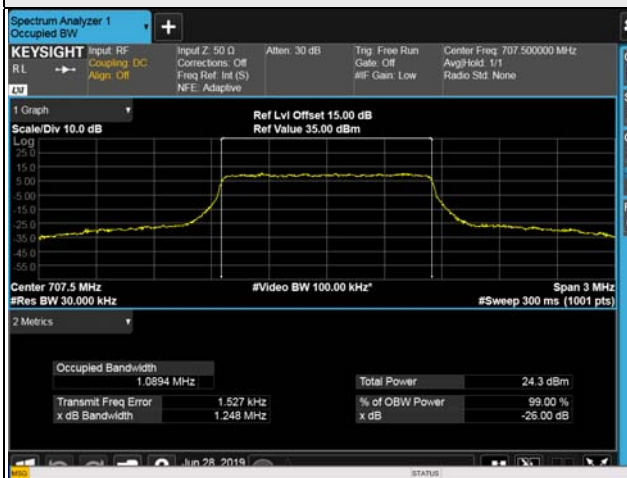 Spectrum Analyzer 1
Occupied BW
+
KEYSIGHT Input: RF Input Z: 50 Ω Atten: 30 dB Trig: Free Run Center Freq: 707.500000 MHz
RL Coupling: DC Corrections: Off Gate: Off Avg|Hold: 1/1
Align: Off Freq Ref: Int (S) #IF Gain: Low Radio Std: None
LXI NFE: Adaptive
1 Graph Ref Lvl Offset 15.00 dB
Scale/Div 10.0 dB Ref Value 35.00 dBm
Log
25.0
15.0
5.00
-5.00
-15.0
-25.0
-35.0
-45.0
-55.0
Center 707.5 MHz #Video BW 100.00 kHz* Span 3 MHz
#Res BW 30.000 kHz #Sweep 300 ms (1001 pts)
2 Metrics
Occupied Bandwidth
1.0894 MHz Total Power 24.3 dBm
Transmit Freq Error 1.527 kHz % of OBW Power 99.00 %
x dB Bandwidth 1.248 MHz x dB -26.00 dB
Jun 28, 2019
MSG STATUS